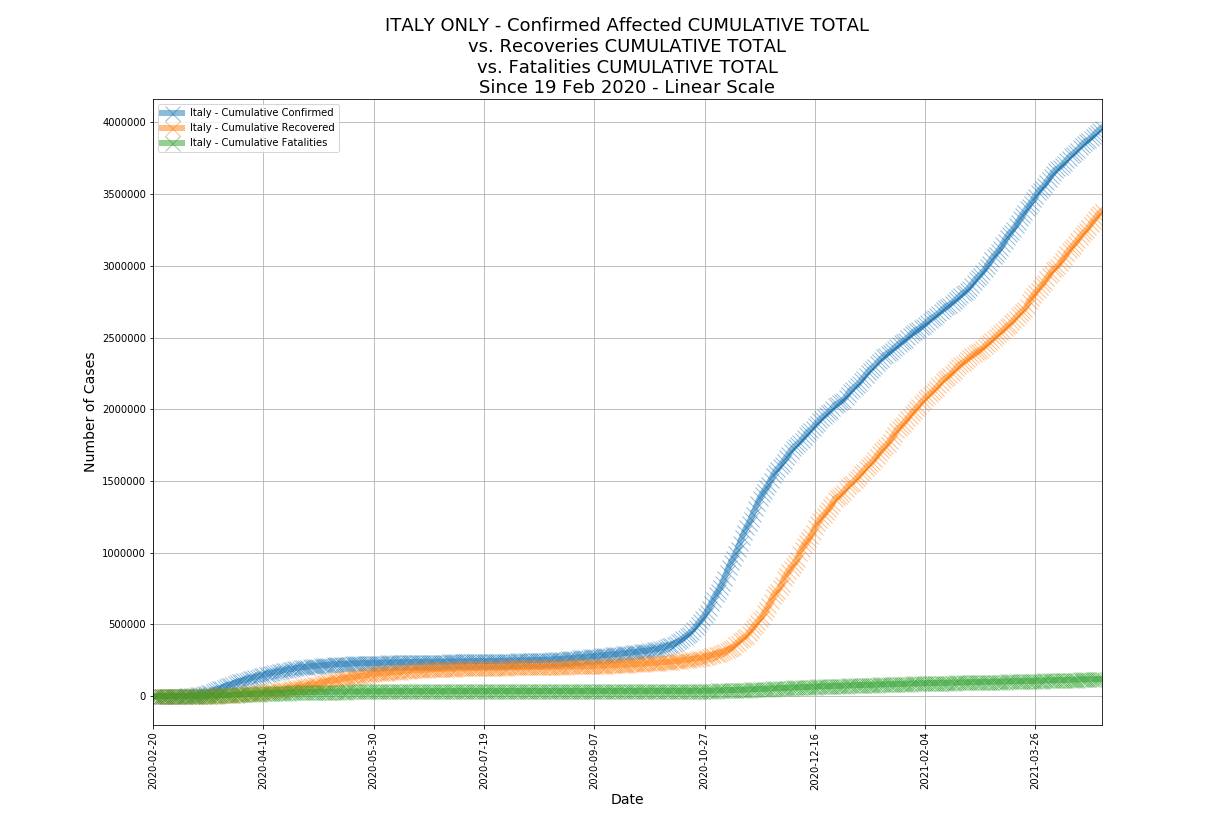 ITALY ONLY - Confirmed Affected CUMULATIVE TOTAL
vs. Recoveries CUMULATIVE TOTAL
vs. Fatalities CUMULATIVE TOTAL
Since 19 Feb 2020 - Linear Scale
Italy - Cumulative Confirmed
Italy - Cumulative Recovered
Italy - Cumulative Fatalities
Number of Cases
4000000
3500000
3000000
2500000
2000000
1500000
1000000
500000
0
2020-02-20
2020-04-10
2020-05-30
2020-07-19
2020-09-07
2020-10-27
2020-12-16
2021-02-04
2021-03-26
Date